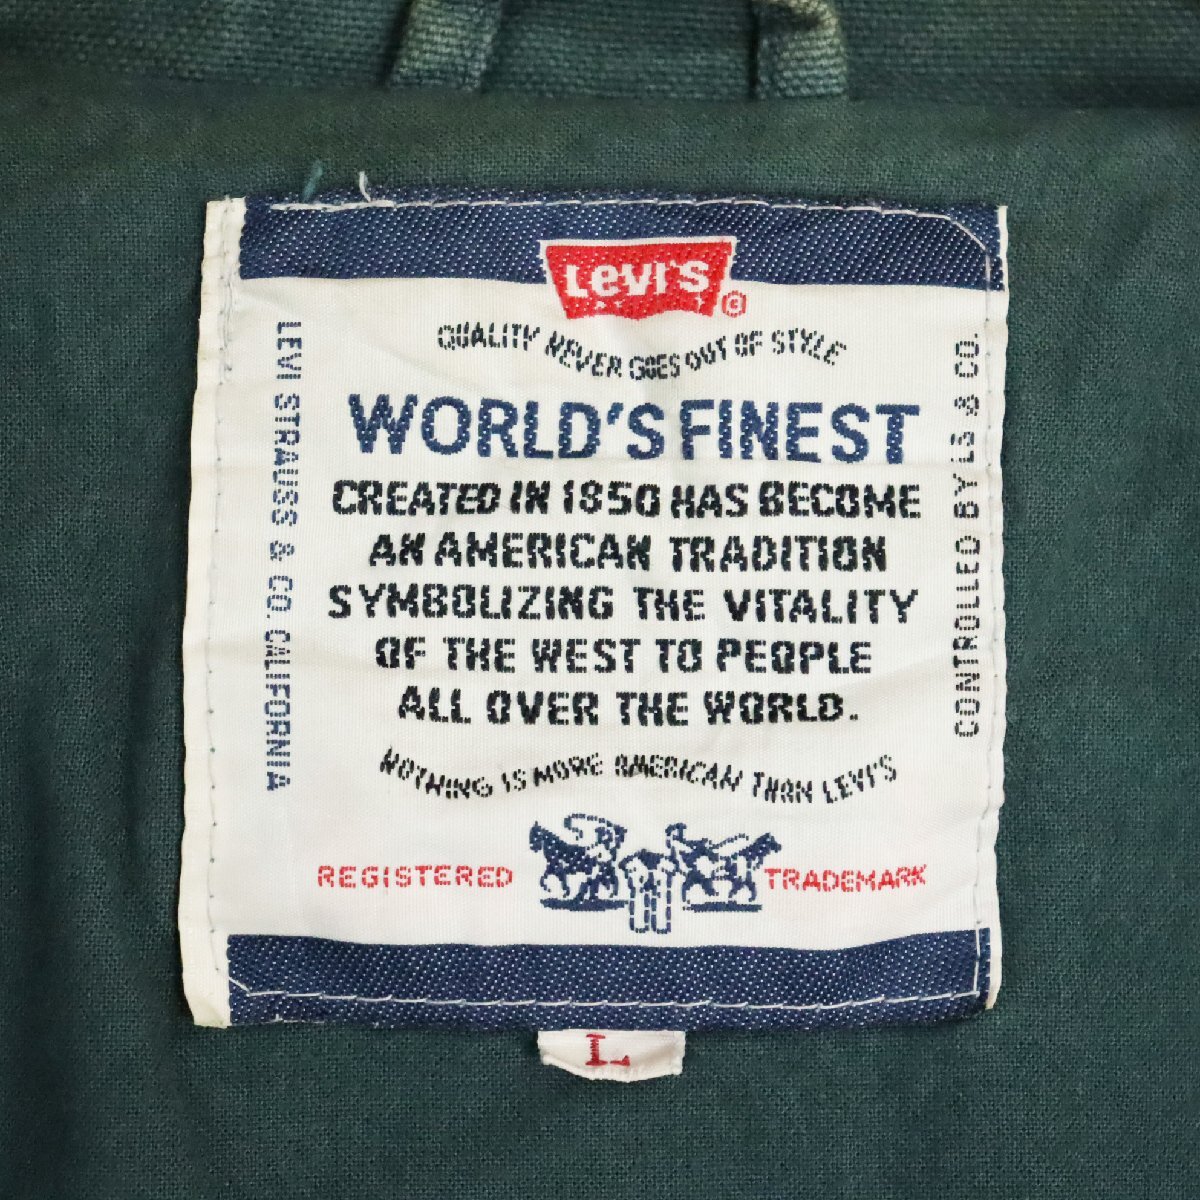 Levi's
©
QUALITY NEVER GOES OUT OF STYLE
WORLD'S FINEST
CREATED IN 1850 HAS BECOME
AN AMERICAN TRADITION
SYMBOLIZING THE VITALITY
OF THE WEST TO PEOPLE
ALL OVER THE WORLD.
NOTHING IS MORE AMERICAN THAN LEVI'S
REGISTERED TRADEMARK
LEVI STRAUSS & CO. CALIFORNIA
CONTROLLED BY LS & CO.
L